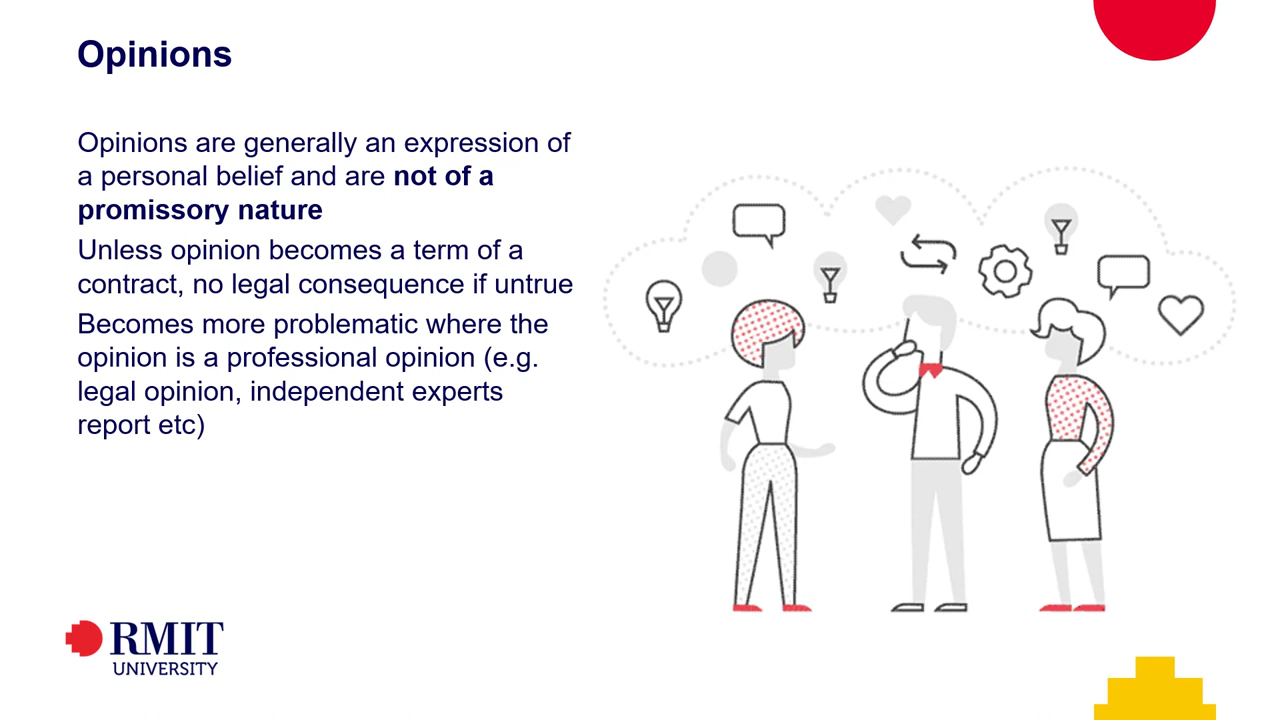 Opinions
Opinions are generally an expression of
a personal belief and are not of a
promissory nature
Unless opinion becomes a term of a
contract, no legal consequence if untrue
Becomes more problematic where the
opinion is a professional opinion (e.g.
legal opinion, independent experts
report etc)
RMIT
UNIVERSITY